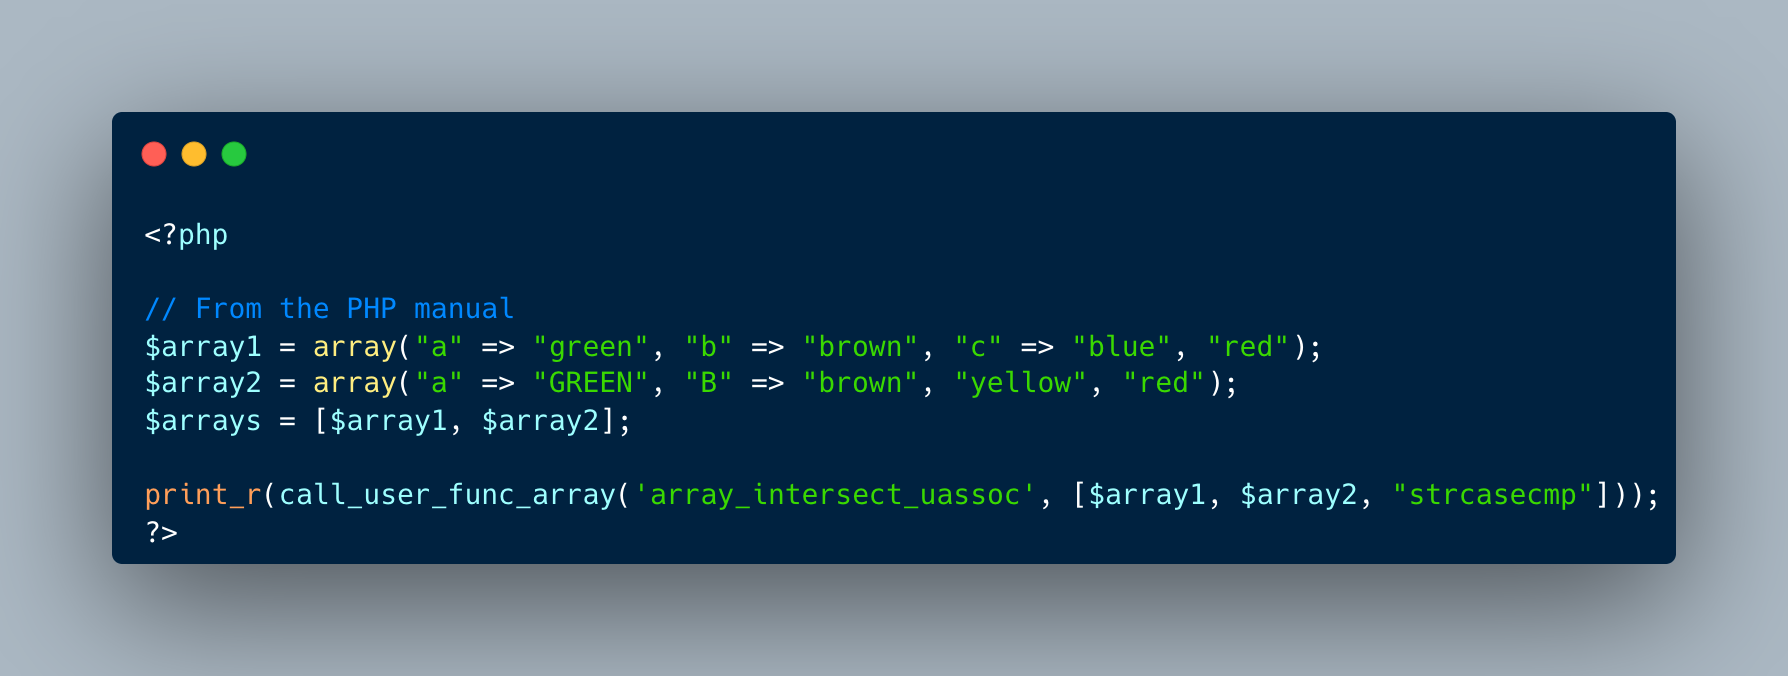 <?php
// From the PHP manual
$array1 = array("a" => "green", "b" => "brown", "c" => "blue", "red");
$array2 = array("a" => "GREEN", "B" => "brown", "yellow", "red");
$arrays = [$array1, $array2];
print_r(call_user_func_array('array_intersect_uassoc', [$array1, $array2, "strcasecmp"]));
?>